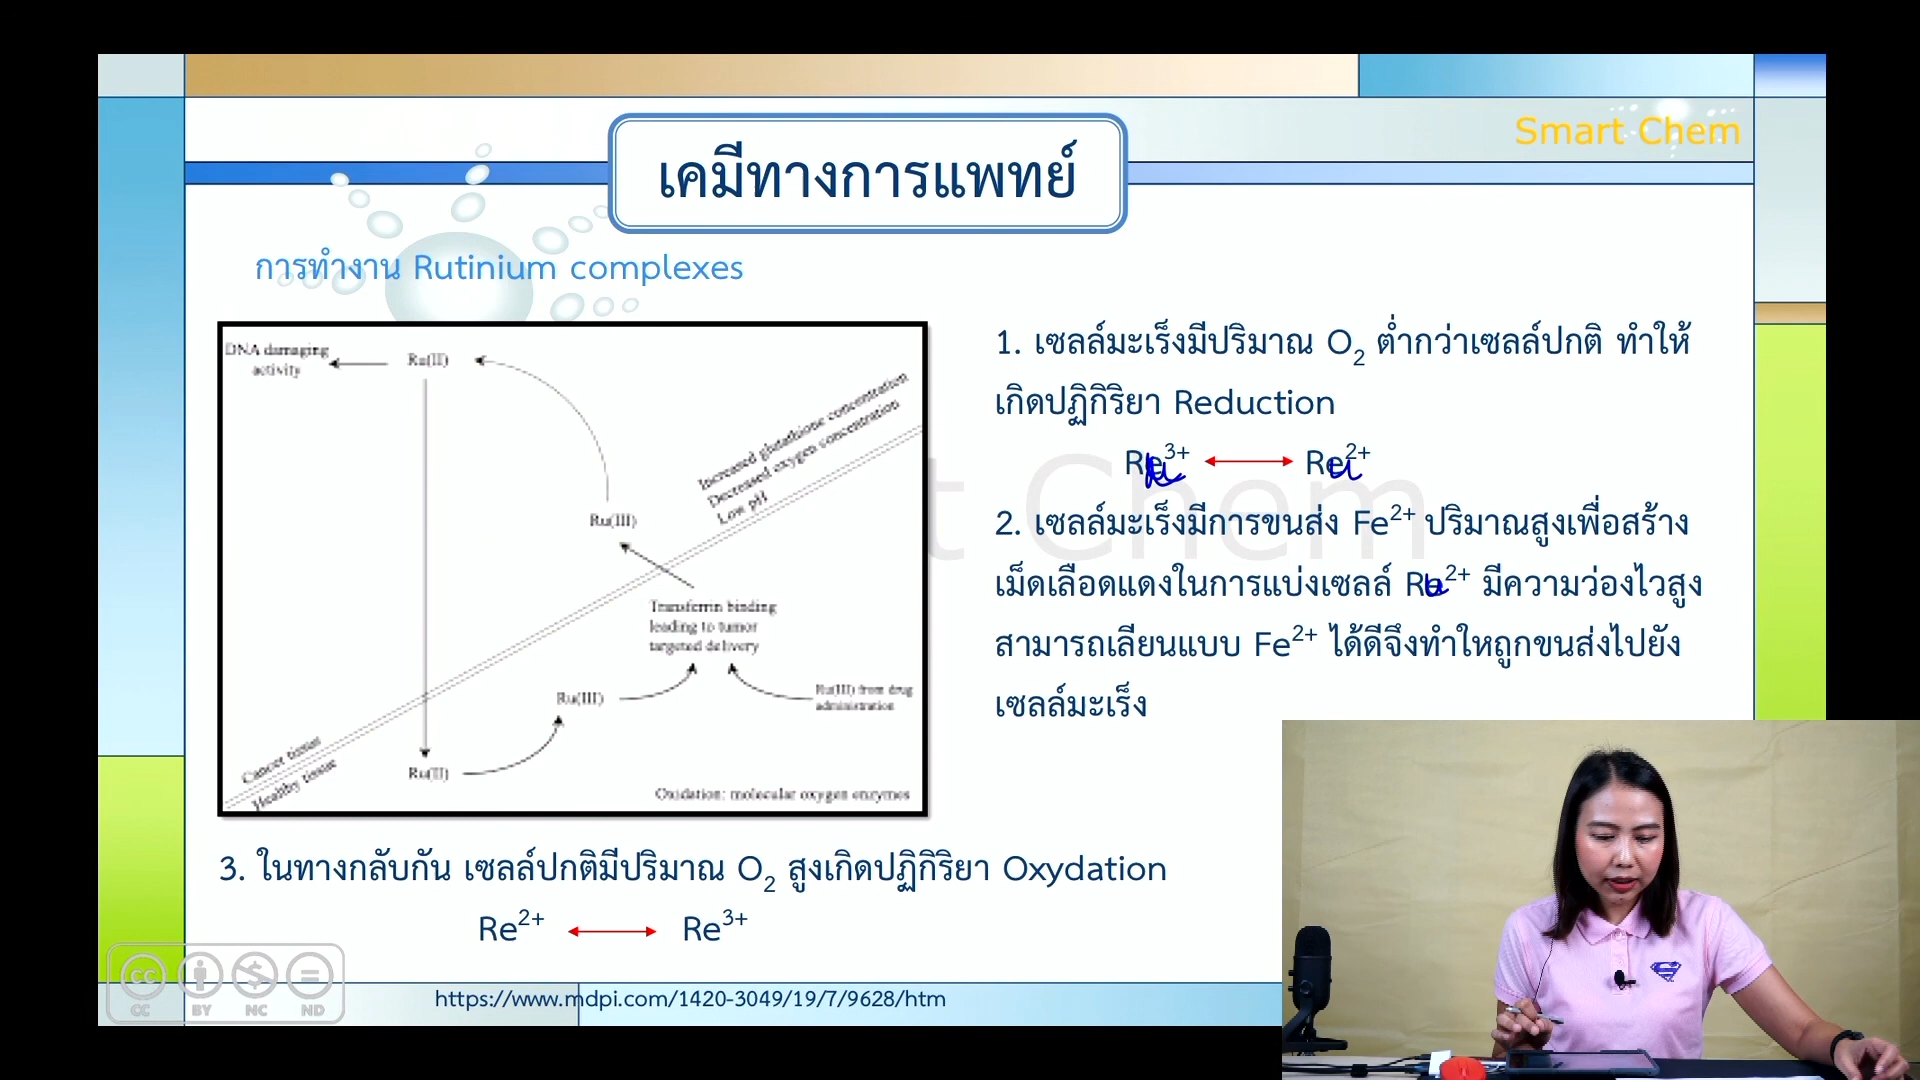 Smart Chem
เคมีทางการแพทย์
การทำงาน Rutinium complexes
DNA damaging
activity
Ru(II)
Increased glutathione concentration
Decreased oxygen concentration
Low pH
Ru(III)
Transferrin binding
leading to tumor
targeted delivery
Ru(III)
Ru(III) from drug
administration
Cancer tissue
Healthy tissue
Ru(II)
Oxidation: molecular oxygen enzymes
1. เซลล์มะเร็งมีปริมาณ O2 ต่ำกว่าเซลล์ปกติ ทำให้
เกิดปฏิกิริยา Reduction
Ru3+ Ru2+
2. เซลล์มะเร็งมีการขนส่ง Fe2+ ปริมาณสูงเพื่อสร้าง
เม็ดเลือดแดงในการแบ่งเซลล์ Ru2+ มีความว่องไวสูง
สามารถเลียนแบบ Fe2+ ได้ดีจึงทำใหถูกขนส่งไปยัง
เซลล์มะเร็ง
3. ในทางกลับกัน เซลล์ปกติมีปริมาณ O2 สูงเกิดปฏิกิริยา Oxydation
Re2+ Re3+
https://www.mdpi.com/1420-3049/19/7/9628/htm
CC BY NC ND
t Chem